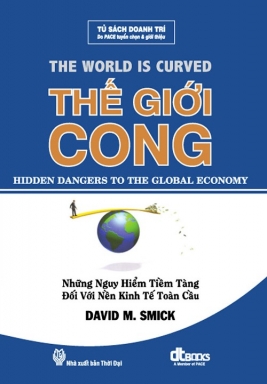 TỦ SÁCH DOANH TRÍ
Do PACE tuyển chọn & giới thiệu
THE WORLD IS CURVED
THẾ GIỚI
CONG
HIDDEN DANGERS TO THE GLOBAL ECONOMY
Những Nguy Hiểm Tiềm Tàng
Đối Với Nền Kinh Tế Toàn Cầu
DAVID M. SMICK
Nhà xuất bản Thời Đại
dtBOOKS
A Member of PACE